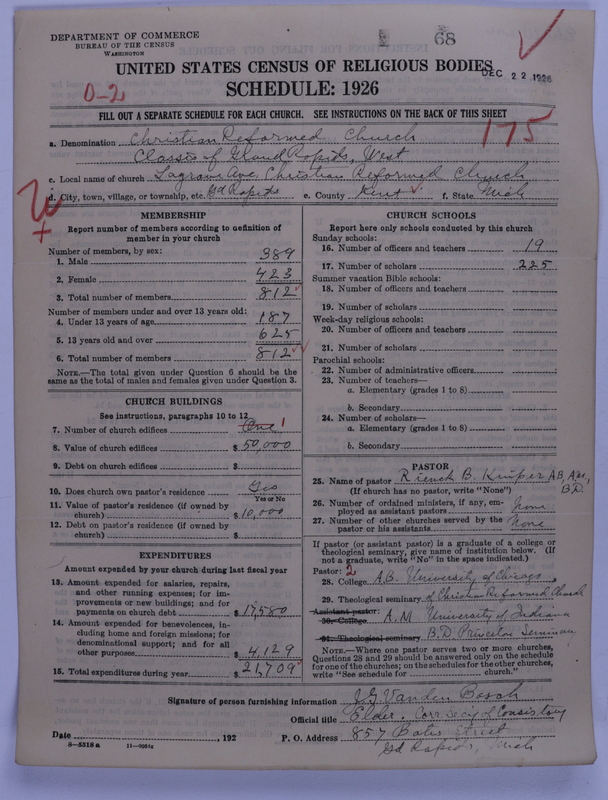 DEPARTMENT OF COMMERCE
BUREAU OF THE CENSUS
WASHINGTON
68
UNITED STATES CENSUS OF RELIGIOUS BODIES
DEC 22 1926
SCHEDULE: 1926
0-2
FILL OUT A SEPARATE SCHEDULE FOR EACH CHURCH. SEE INSTRUCTIONS ON THE BACK OF THIS SHEET
175
a. Denomination Christian Reformed Church
Classis of Grand Rapids, West
c. Local name of church Lagrave Ave. Christian Reformed Church
d. City, town, village, or township, etc. Gd Rapids e. County Kent f. State Mich
MEMBERSHIP
Report number of members according to definition of member in your church
Number of members, by sex:
1. Male 389
2. Female 423
3. Total number of members 812
Number of members under and over 13 years old:
4. Under 13 years of age 187
5. 13 years old and over 625
6. Total number of members 812
NOTE.—The total given under Question 6 should be the
same as the total of males and females given under Question 3.
CHURCH BUILDINGS
See instructions, paragraphs 10 to 12
7. Number of church edifices One 1
8. Value of church edifices $ 50,000
9. Debt on church edifices $
10. Does church own pastor's residence Yes
Yes or No
11. Value of pastor's residence (if owned by
church) $ 10,000
12. Debt on pastor's residence (if owned by
church) $
EXPENDITURES
Amount expended by your church during last fiscal year
13. Amount expended for salaries, repairs,
and other running expenses; for im-
provements or new buildings; and for
payments on church debt $ 17,580
14. Amount expended for benevolences, in-
cluding home and foreign missions; for
denominational support; and for all
other purposes $ 4,129
15. Total expenditures during year $ 21,709
CHURCH SCHOOLS
Report here only schools conducted by this church
Sunday schools:
16. Number of officers and teachers 19
17. Number of scholars 225
Summer vacation Bible schools:
18. Number of officers and teachers
19. Number of scholars
Week-day religious schools:
20. Number of officers and teachers
21. Number of scholars
Parochial schools:
22. Number of administrative officers
23. Number of teachers—
a. Elementary (grades 1 to 8)
b. Secondary
24. Number of scholars—
a. Elementary (grades 1 to 8)
b. Secondary
PASTOR
25. Name of pastor Rienck B. Kuiper AB, AM,
(If church has no pastor, write "None") B.D.
26. Number of ordained ministers, if any, em-
ployed as assistant pastors None
27. Number of other churches served by the
pastor or his assistants None
If pastor (or assistant pastor) is a graduate of a college or
theological seminary, give name of institution below. (If
not a graduate, write "No" in the space indicated.)
Pastor: 2
28. College A.B. University of Chicago
29. Theological seminary of Christian Reformed Church
Assistant pastor:
30. College A.M University of Indiana
31. Theological seminary B.D. Princeton Seminary
NOTE.—Where one pastor serves two or more churches,
Questions 28 and 29 should be answered only on the schedule
for one of the churches; on the schedules for the other churches,
write "See schedule for church."
Signature of person furnishing information J.G. Vanden Bosch
Official title Elder. Corr Sec'y of Consistory
Date , 192 P. O. Address 857 Bates Street
Gd Rapids, Mich
8—5318 a